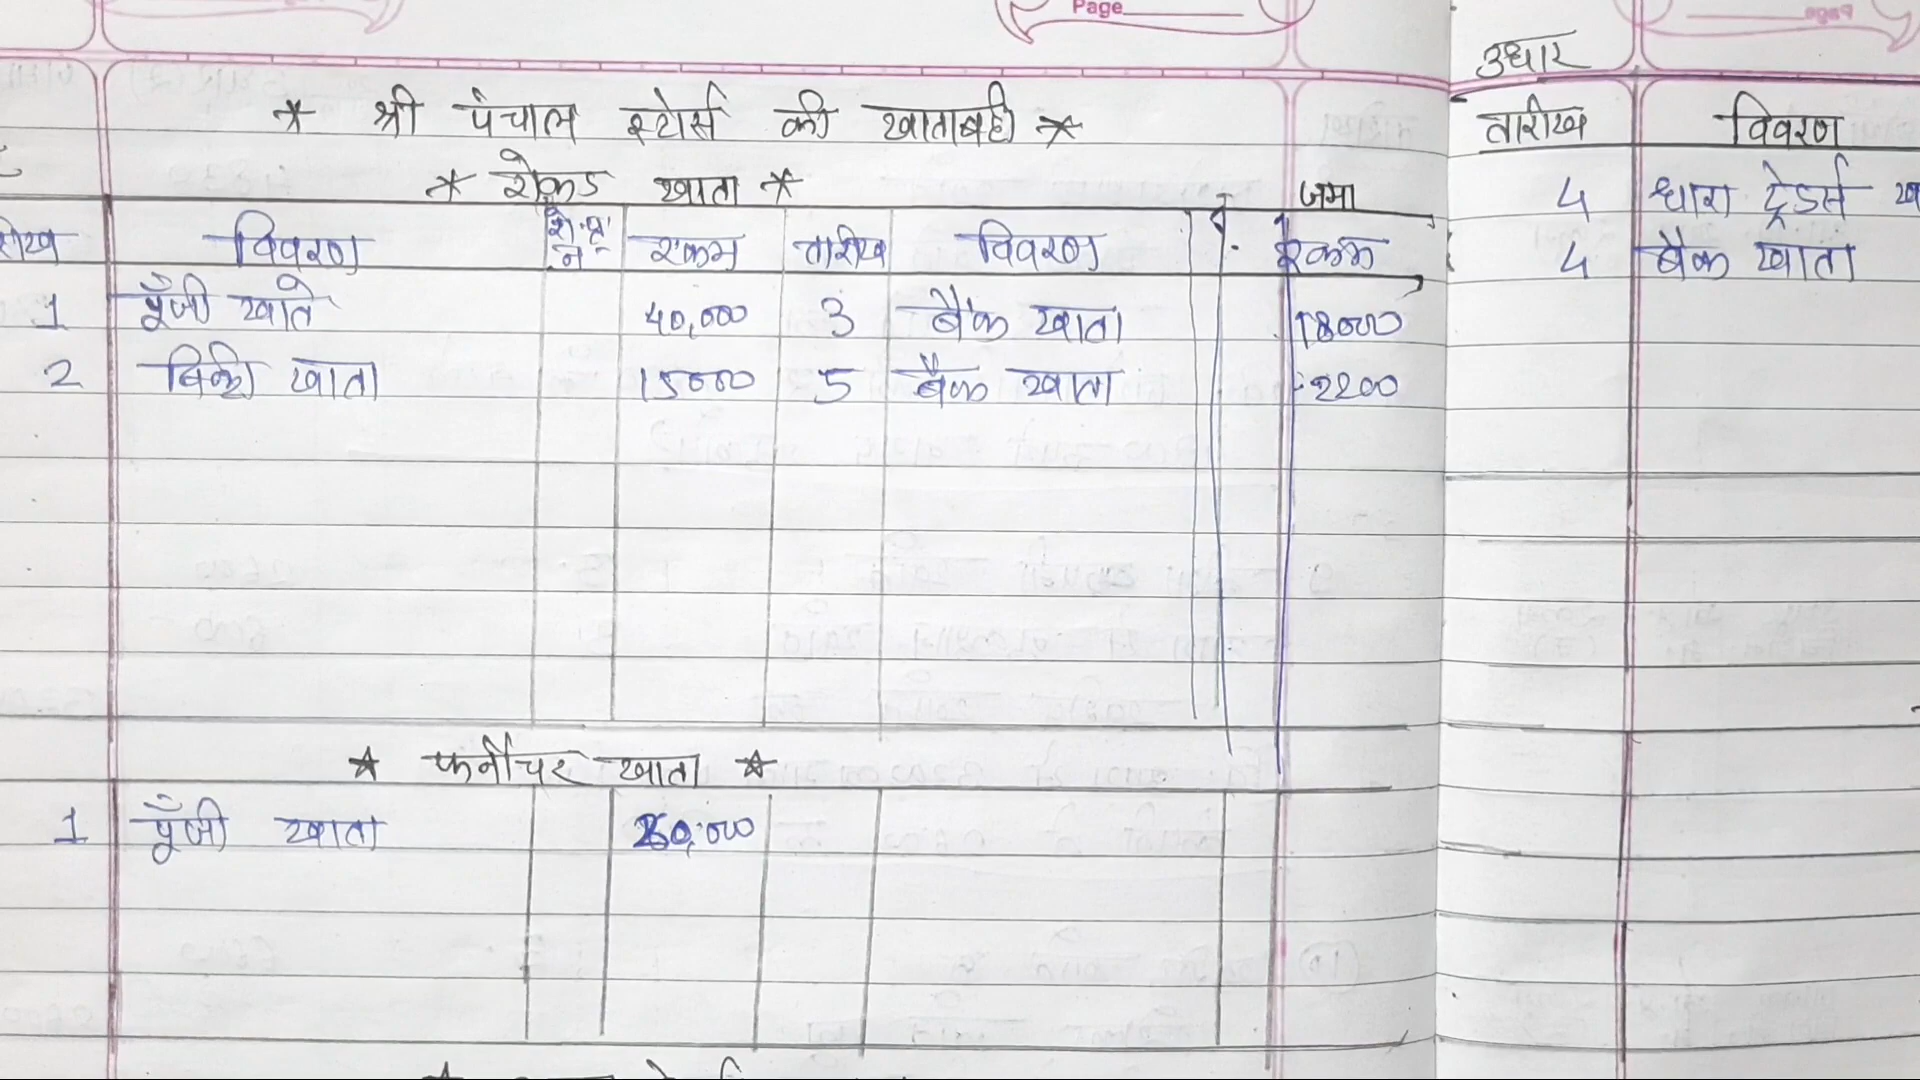 Page
उधार
* श्री पंचाल स्टोर्स की खाताबही *
* रोकड खाता *
जमा
विवरण रकम तारीख विवरण रकम
1 पूँजी खाते 40,000 3 बैंक खाता 18000
2 बिक्री खाता 15000 5 बैंक खाता 2200
* फर्नीचर खाता *
1 पूँजी खाता
तारीख विवरण
4 धारा ट्रेडर्स
4 बैंक खाता